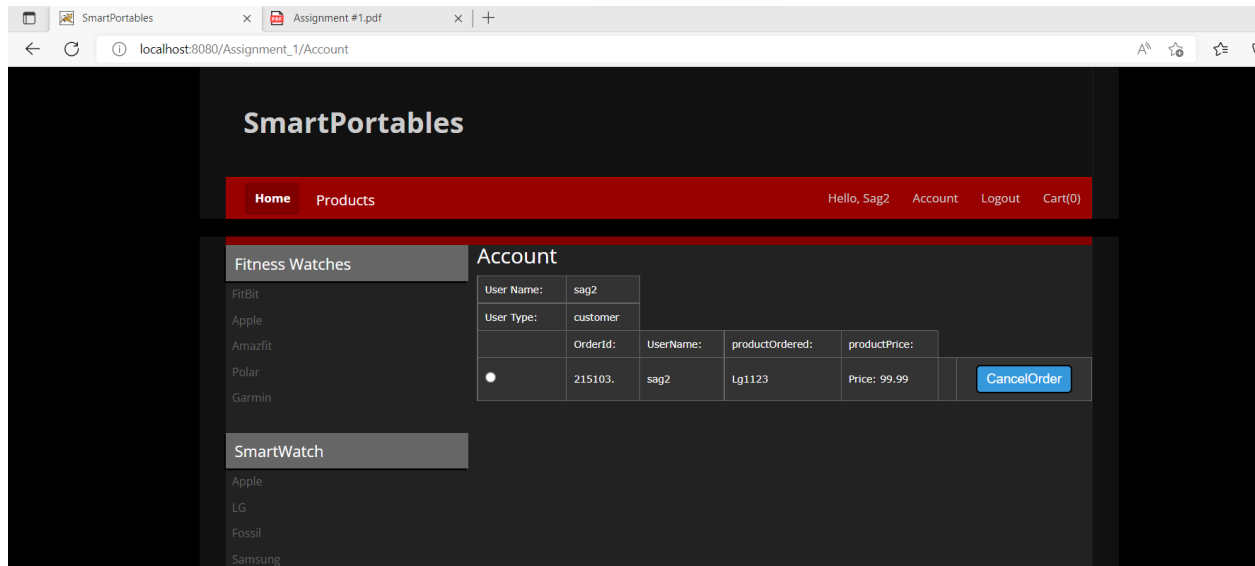 SmartPortables
Assignment #1.pdf
localhost:8080/Assignment_1/Account
SmartPortables
Home Products Hello, Sag2 Account Logout Cart(0)
Fitness Watches
FitBit
Apple
Amazfit
Polar
Garmin
SmartWatch
Apple
LG
Fossil
Samsung
Account
User Name: sag2
User Type: customer
OrderId: UserName: productOrdered: productPrice:
215103. sag2 Lg1123 Price: 99.99 CancelOrder